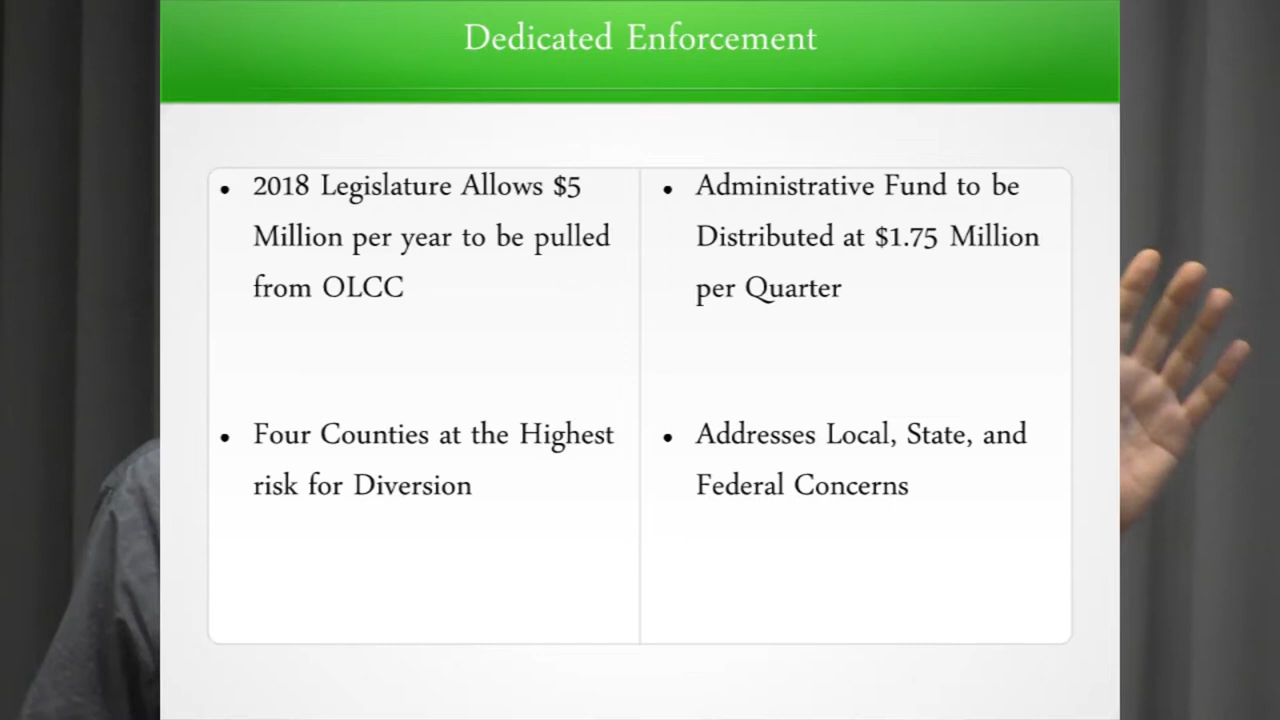 Dedicated Enforcement
• 2018 Legislature Allows $5
Million per year to be pulled
from OLCC
• Four Counties at the Highest
risk for Diversion
• Administrative Fund to be
Distributed at $1.75 Million
per Quarter
• Addresses Local, State, and
Federal Concerns